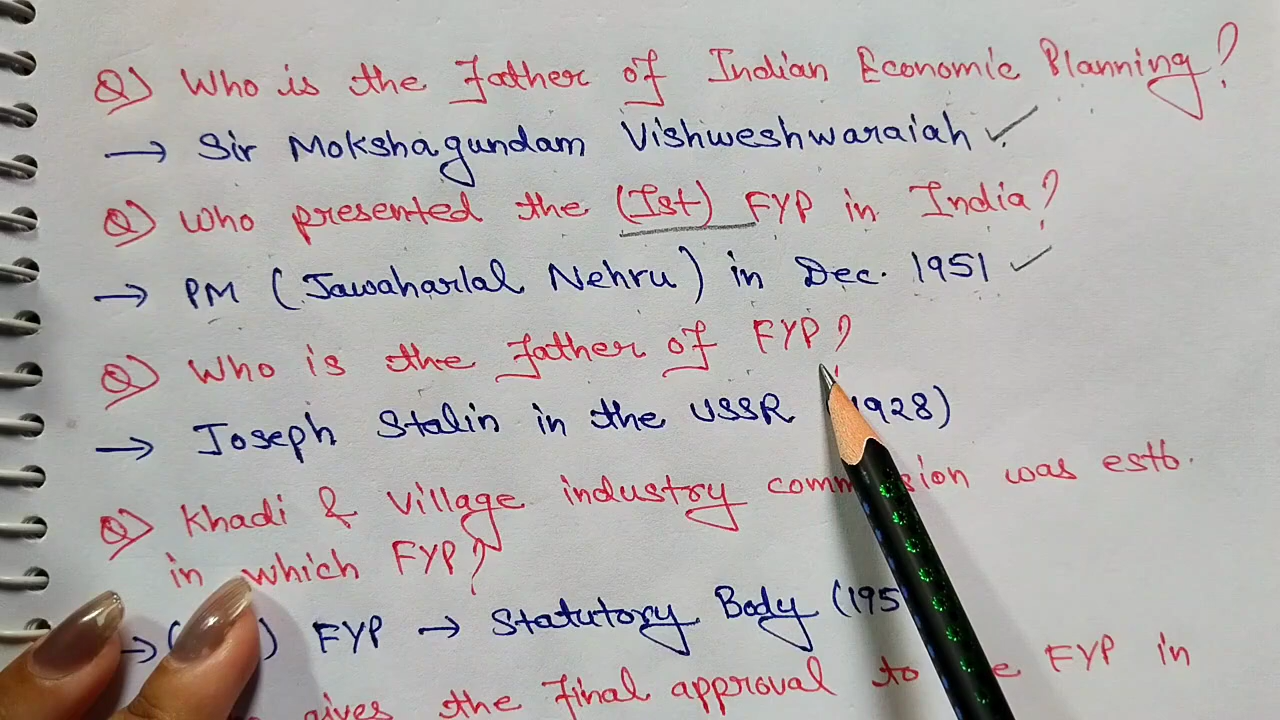 Q) Who is the Father of Indian Economic Planning?
→ Sir Mokshagundam Vishweshwaraiah ✓
Q) Who presented the (Ist) FYP in India?
→ PM (Jawaharlal Nehru) in Dec. 1951 ✓
Q) Who is the Father of FYP?
→ Joseph Stalin in the USSR 1928)
Q) Khadi & Village industry was estb.
in which FYP?
→ ( ) FYP → Statutory Body (195
gives the final approval to FYP in